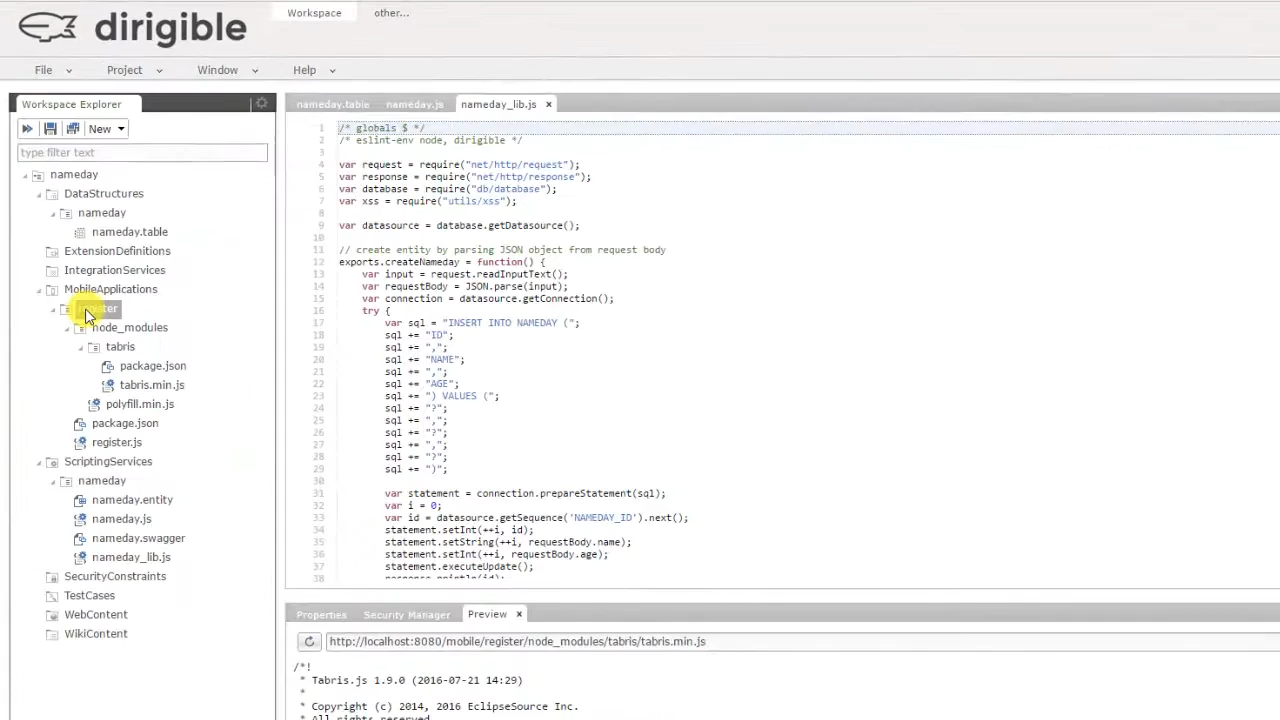 Workspace other...
dirigible
File Project Window Help
Workspace Explorer
New
type filter text
nameday
DataStructures
nameday
nameday.table
ExtensionDefinitions
IntegrationServices
MobileApplications
register
node_modules
tabris
package.json
tabris.min.js
polyfill.min.js
package.json
register.js
ScriptingServices
nameday
nameday.entity
nameday.js
nameday.swagger
nameday_lib.js
SecurityConstraints
TestCases
WebContent
WikiContent
nameday.table nameday.js nameday_lib.js
1 /* globals $ */
2 /* eslint-env node, dirigible */
3
4 var request = require("net/http/request");
5 var response = require("net/http/response");
6 var database = require("db/database");
7 var xss = require("utils/xss");
8
9 var datasource = database.getDatasource();
10
11 // create entity by parsing JSON object from request body
12 exports.createNameday = function() {
13 var input = request.readInputText();
14 var requestBody = JSON.parse(input);
15 var connection = datasource.getConnection();
16 try {
17 var sql = "INSERT INTO NAMEDAY (";
18 sql += "ID";
19 sql += ",";
20 sql += "NAME";
21 sql += ",";
22 sql += "AGE";
23 sql += ") VALUES (";
24 sql += "?";
25 sql += ",";
26 sql += "?";
27 sql += ",";
28 sql += "?";
29 sql += ")";
30
31 var statement = connection.prepareStatement(sql);
32 var i = 0;
33 var id = datasource.getSequence('NAMEDAY_ID').next();
34 statement.setInt(++i, id);
35 statement.setString(++i, requestBody.name);
36 statement.setInt(++i, requestBody.age);
37 statement.executeUpdate();
38 response.println(id);
Properties Security Manager Preview
http://localhost:8080/mobile/register/node_modules/tabris/tabris.min.js
/*!
* Tabris.js 1.9.0 (2016-07-21 14:29)
*
* Copyright (c) 2014, 2016 EclipseSource Inc.
* All rights reserved.